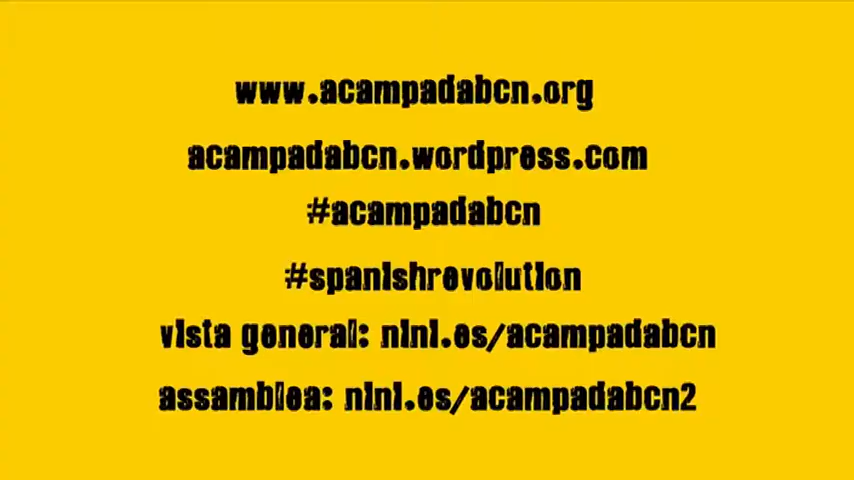 www.acampadabcn.org
acampadabcn.wordpress.com
#acampadabcn
#spanishrevolution
vista general: nini.es/acampadabcn
assamblea: nini.es/acampadabcn2